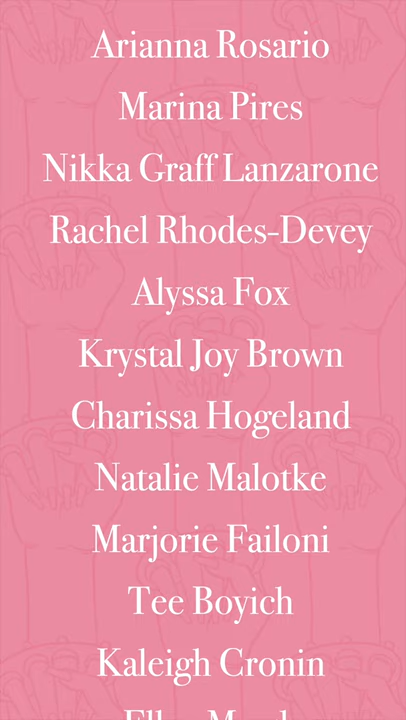 Arianna Rosario
Marina Pires
Nikka Graff Lanzarone
Rachel Rhodes-Devey
Alyssa Fox
Krystal Joy Brown
Charissa Hogeland
Natalie Malotke
Marjorie Failoni
Tee Boyich
Kaleigh Cronin